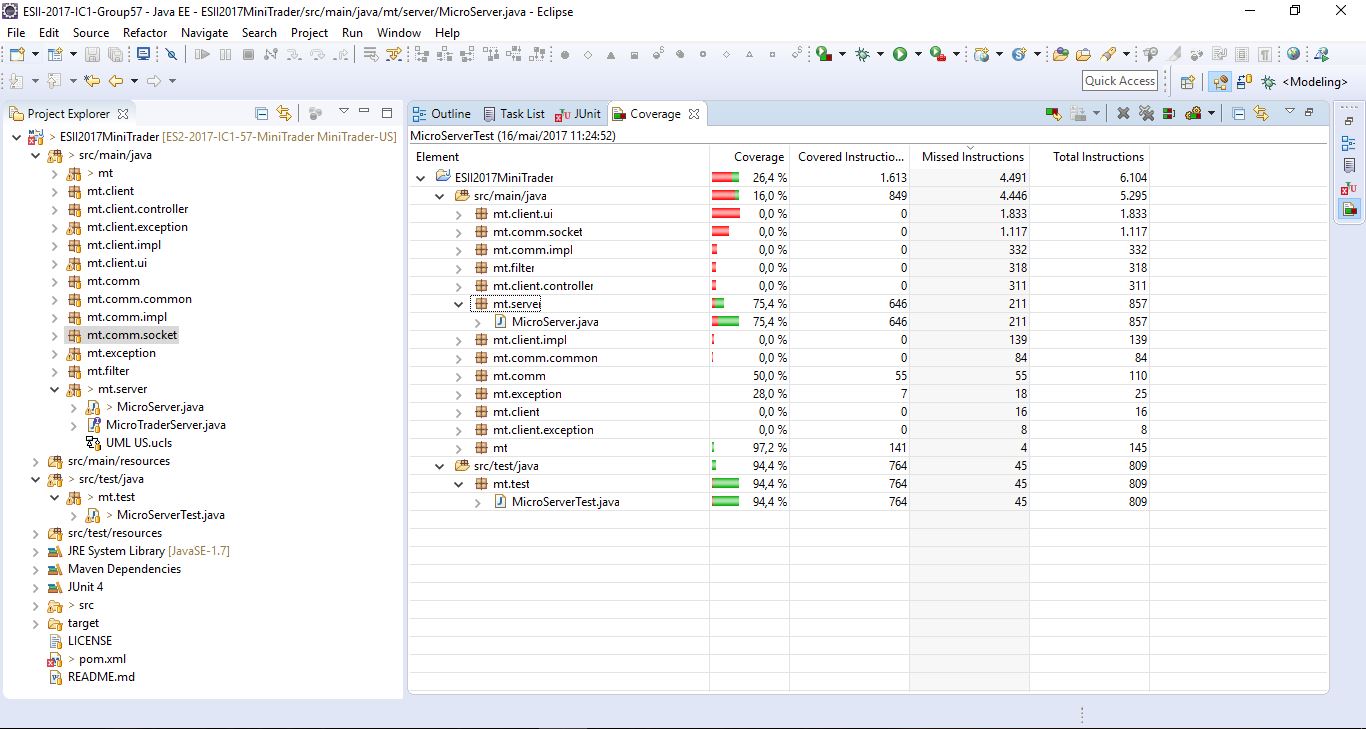 ESII-2017-IC1-Group57 - Java EE - ESII2017MiniTrader/src/main/java/mt/server/MicroServer.java - Eclipse
File Edit Source Refactor Navigate Search Project Run Window Help
Quick Access
<Modeling>
Project Explorer
> ESII2017MiniTrader [ES2-2017-IC1-57-MiniTrader MiniTrader-US]
> src/main/java
> mt
mt.client
mt.client.controller
mt.client.exception
mt.client.impl
mt.client.ui
mt.comm
mt.comm.common
mt.comm.impl
mt.comm.socket
mt.exception
mt.filter
> mt.server
> MicroServer.java
MicroTraderServer.java
UML US.ucls
src/main/resources
> src/test/java
> mt.test
> MicroServerTest.java
src/test/resources
JRE System Library [JavaSE-1.7]
Maven Dependencies
JUnit 4
> src
target
LICENSE
> pom.xml
README.md
Outline Task List JUnit Coverage
MicroServerTest (16/mai/2017 11:24:52)
Element Coverage Covered Instructio... Missed Instructions Total Instructions
ESII2017MiniTrader 26,4 % 1.613 4.491 6.104
src/main/java 16,0 % 849 4.446 5.295
mt.client.ui 0,0 % 0 1.833 1.833
mt.comm.socket 0,0 % 0 1.117 1.117
mt.comm.impl 0,0 % 0 332 332
mt.filter 0,0 % 0 318 318
mt.client.controller 0,0 % 0 311 311
mt.server 75,4 % 646 211 857
MicroServer.java 75,4 % 646 211 857
mt.client.impl 0,0 % 0 139 139
mt.comm.common 0,0 % 0 84 84
mt.comm 50,0 % 55 55 110
mt.exception 28,0 % 7 18 25
mt.client 0,0 % 0 16 16
mt.client.exception 0,0 % 0 8 8
mt 97,2 % 141 4 145
src/test/java 94,4 % 764 45 809
mt.test 94,4 % 764 45 809
MicroServerTest.java 94,4 % 764 45 809